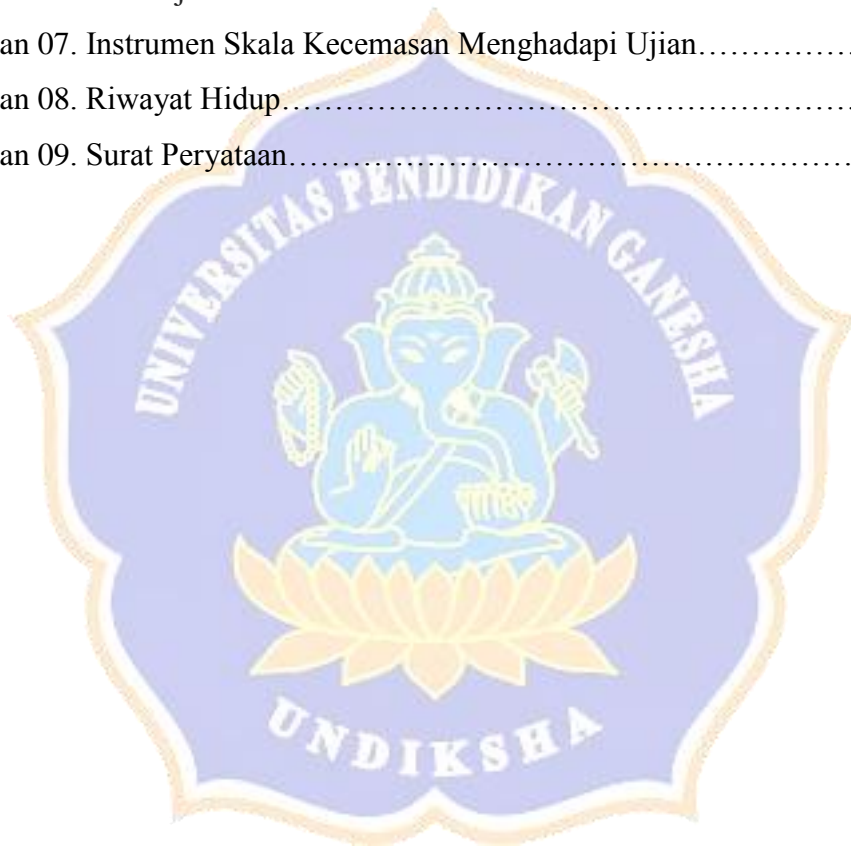 an 07. Instrumen Skala Kecemasan Menghadapi Ujian……………
an 08. Riwayat Hidup……………………………………………………
an 09. Surat Peryataan……………………………………………………
UNIVERSITAS PENDIDIKAN GANESHA
UNDIKSHA